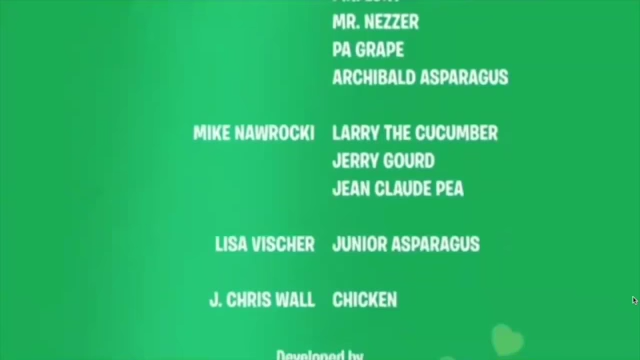 MR. NEZZER
PA GRAPE
ARCHIBALD ASPARAGUS
MIKE NAWROCKI LARRY THE CUCUMBER
JERRY GOURD
JEAN CLAUDE PEA
LISA VISCHER JUNIOR ASPARAGUS
J. CHRIS WALL CHICKEN
Developed by